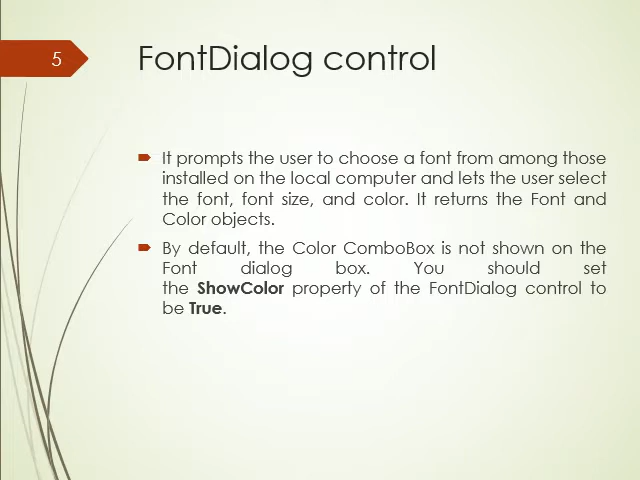 5
FontDialog control
It prompts the user to choose a font from among those
installed on the local computer and lets the user select
the font, font size, and color. It returns the Font and
Color objects.
By default, the Color ComboBox is not shown on the
Font dialog box. You should set
the ShowColor property of the FontDialog control to
be True.